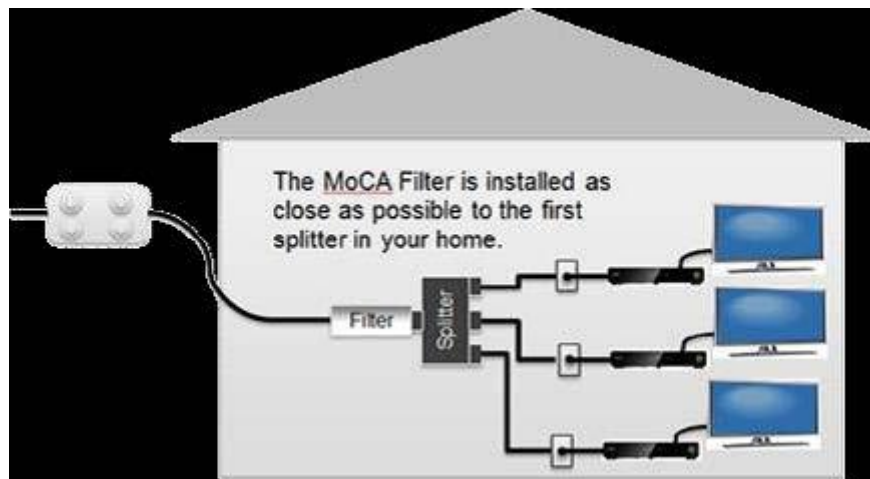 The MoCA Filter is installed as
close as possible to the first
splitter in your home.
Filter
Splitter